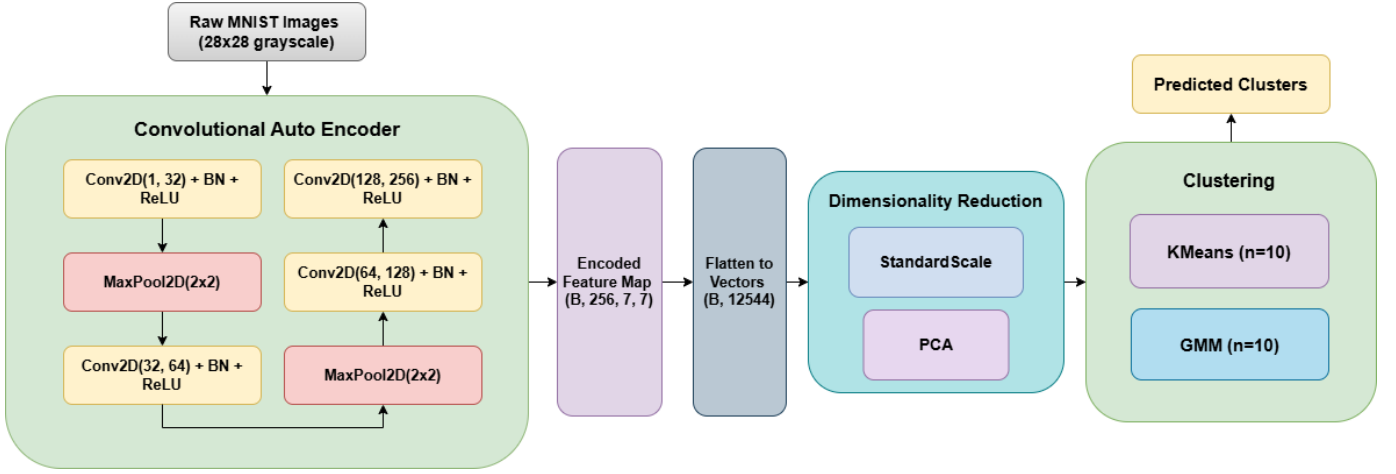 Raw MNIST Images
(28x28 grayscale)
Convolutional Auto Encoder
Conv2D(1, 32) + BN +
ReLU
MaxPool2D(2x2)
Conv2D(32, 64) + BN +
ReLU
MaxPool2D(2x2)
Conv2D(64, 128) + BN +
ReLU
Conv2D(128, 256) + BN +
ReLU
Encoded
Feature Map
(B, 256, 7, 7)
Flatten to
Vectors
(B, 12544)
Dimensionality Reduction
StandardScale
PCA
Clustering
KMeans (n=10)
GMM (n=10)
Predicted Clusters